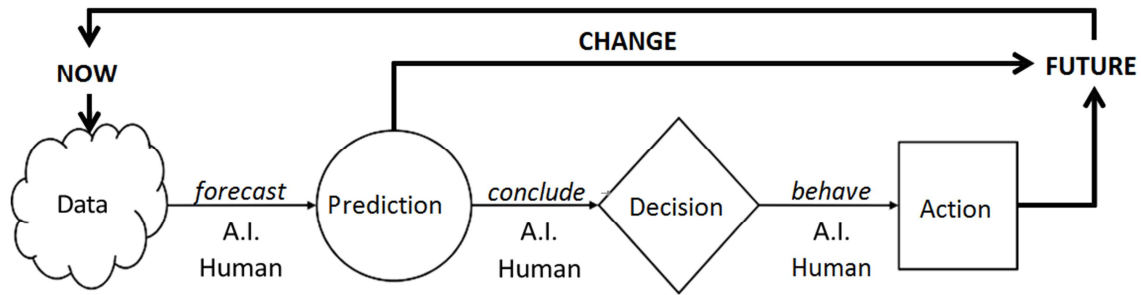 CHANGE
NOW
FUTURE
Data
forecast
A.I.
Human
Prediction
conclude
A.I.
Human
Decision
behave
A.I.
Human
Action